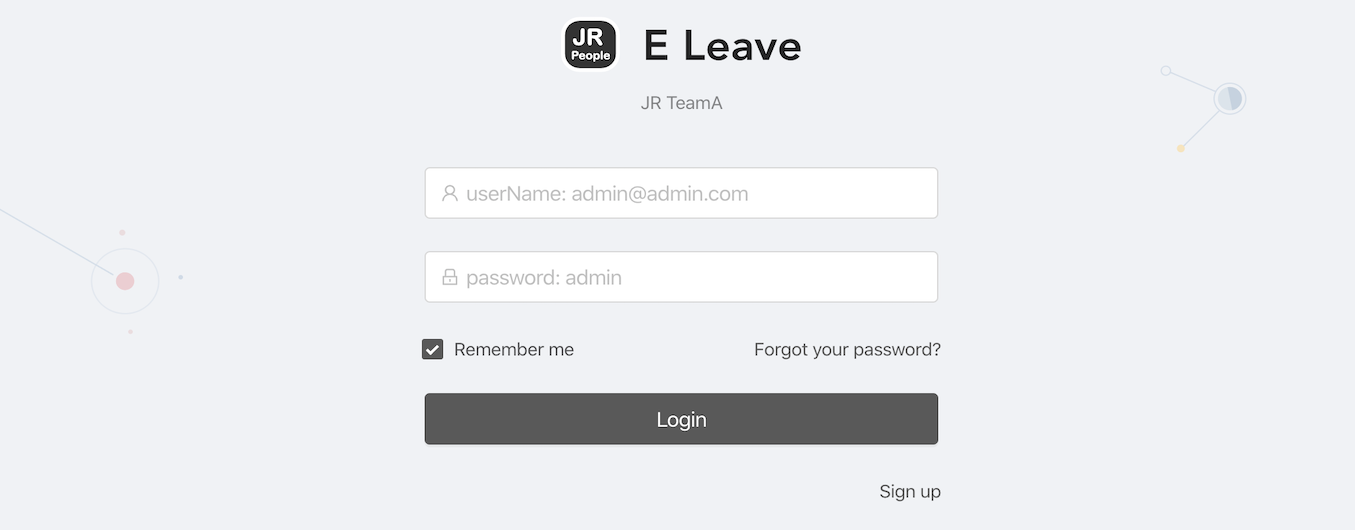 JR
People
E Leave
JR TeamA
userName: admin@admin.com
password: admin
Remember me
Forgot your password?
Login
Sign up